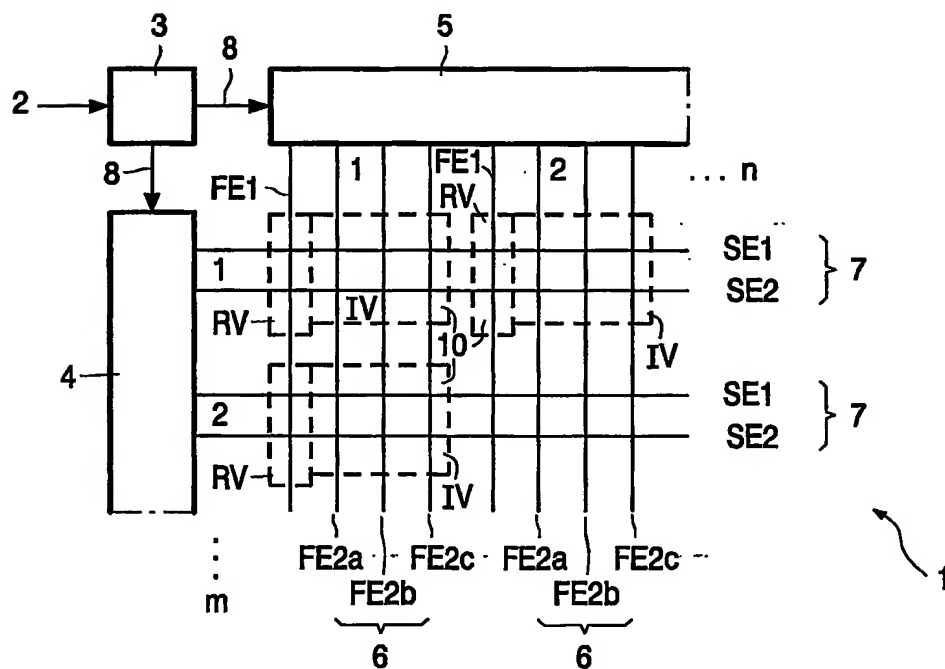 3 8 5
2
8 FE1 1 FE1 2 ... n
RV
1 SE1
SE2 7
RV IV 10 IV
4
2 SE1
SE2 7
RV IV
FE2a FE2c FE2a FE2c
FE2b FE2b
⋮
m
6 6
1